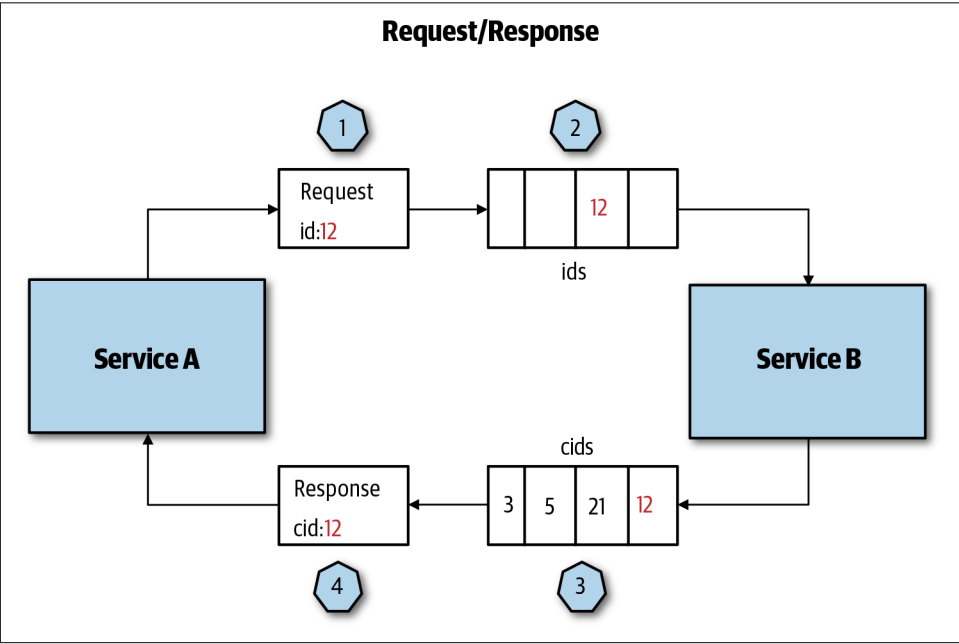 Request/Response
1
2
Request
id:12
12
ids
Service A
Service B
cids
Response
cid:12
3 5 21 12
4
3